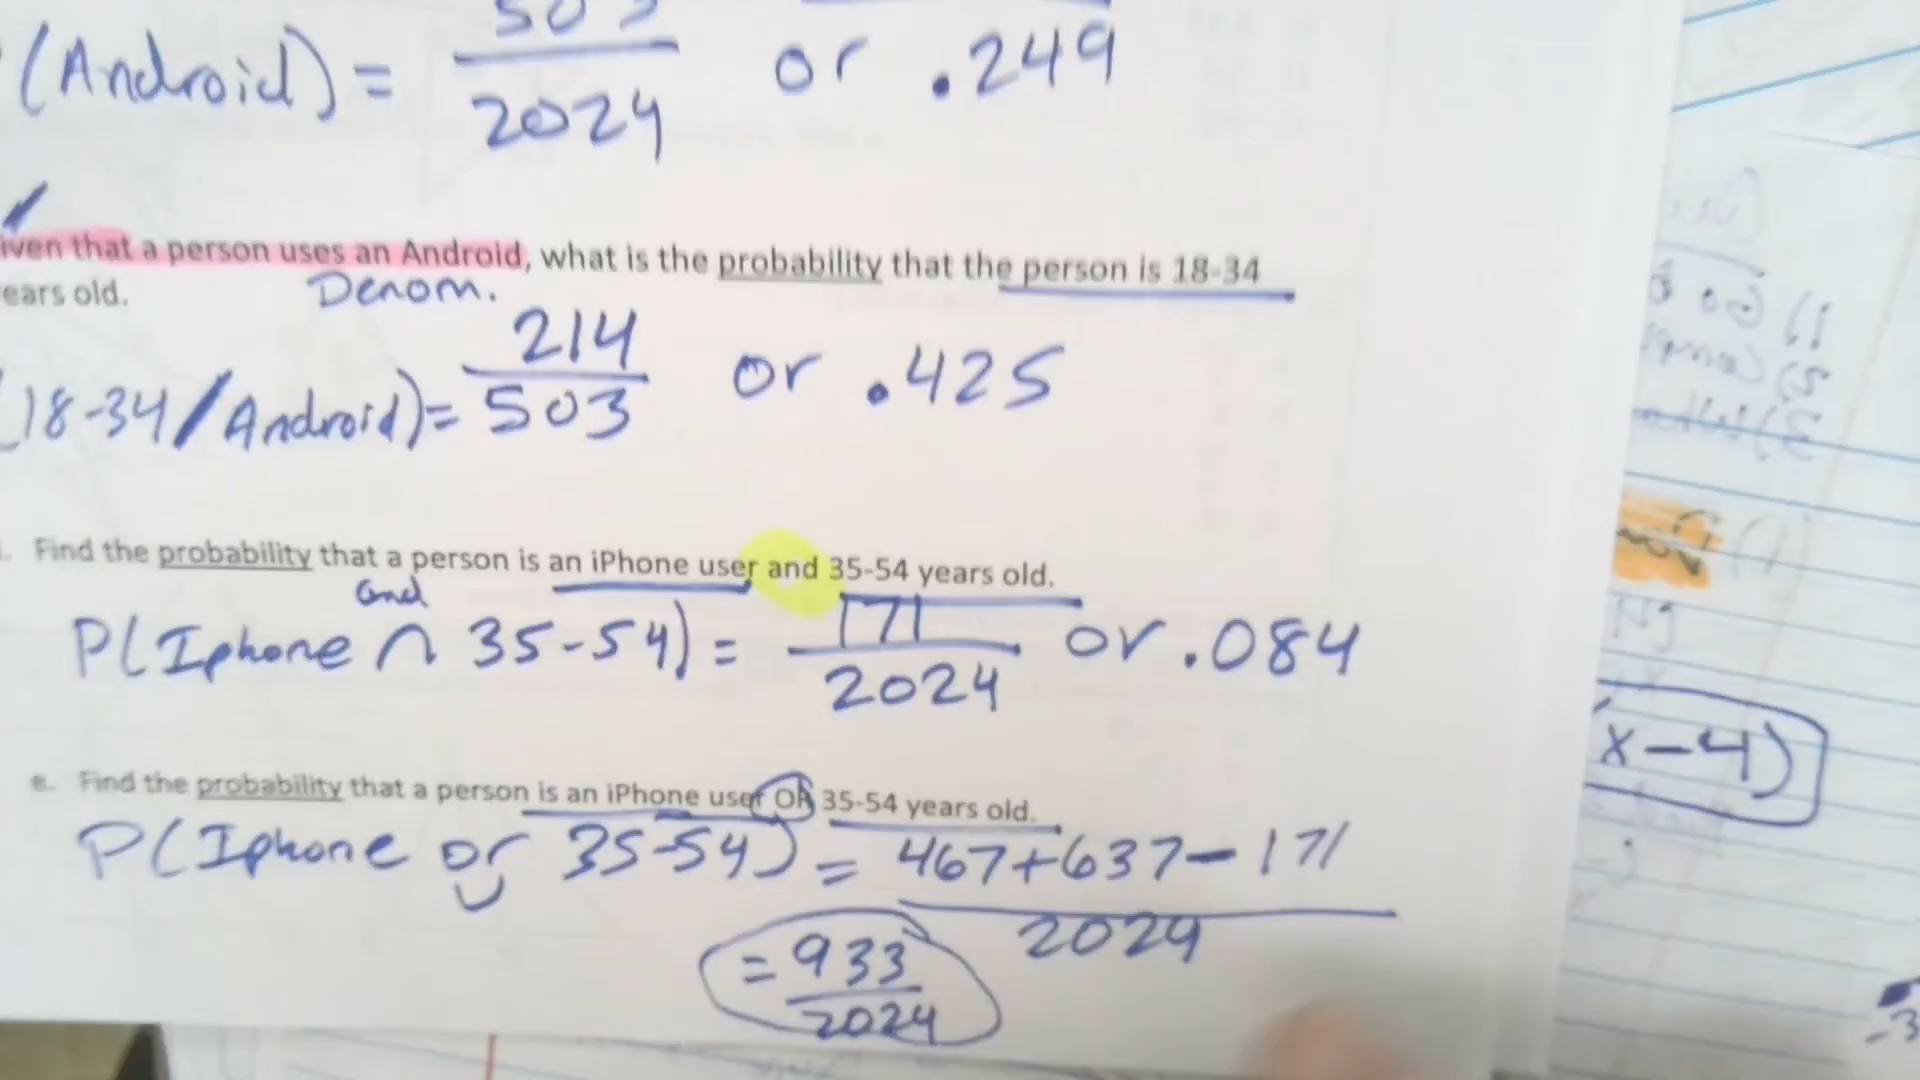 (Android) = 503/2024 or .249
iven that a person uses an Android, what is the probability that the person is 18-34
ears old.
Denom.
(18-34/Android) = 214/503 or .425
. Find the probability that a person is an iPhone user and 35-54 years old.
and
P(Iphone ∩ 35-54) = 171/2024 or .084
e. Find the probability that a person is an iPhone user OR 35-54 years old.
P(Iphone or 35-54) = 467+637-171/2024
= 933/2024
(x-4)
-3